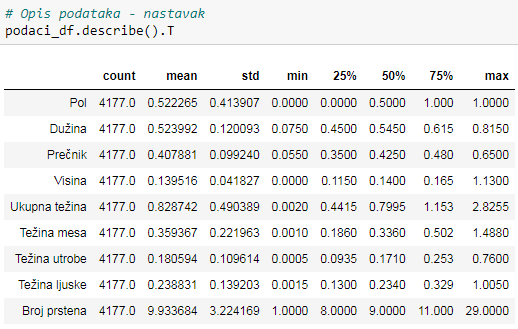 # Opis podataka - nastavak
podaci_df.describe().T
count mean std min 25% 50% 75% max
Pol 4177.0 0.522265 0.413907 0.0000 0.0000 0.5000 1.000 1.0000
Dužina 4177.0 0.523992 0.120093 0.0750 0.4500 0.5450 0.615 0.8150
Prečnik 4177.0 0.407881 0.099240 0.0550 0.3500 0.4250 0.480 0.6500
Visina 4177.0 0.139516 0.041827 0.0000 0.1150 0.1400 0.165 1.1300
Ukupna težina 4177.0 0.828742 0.490389 0.0020 0.4415 0.7995 1.153 2.8255
Težina mesa 4177.0 0.359367 0.221963 0.0010 0.1860 0.3360 0.502 1.4880
Težina utrobe 4177.0 0.180594 0.109614 0.0005 0.0935 0.1710 0.253 0.7600
Težina ljuske 4177.0 0.238831 0.139203 0.0015 0.1300 0.2340 0.329 1.0050
Broj prstena 4177.0 9.933684 3.224169 1.0000 8.0000 9.0000 11.000 29.0000